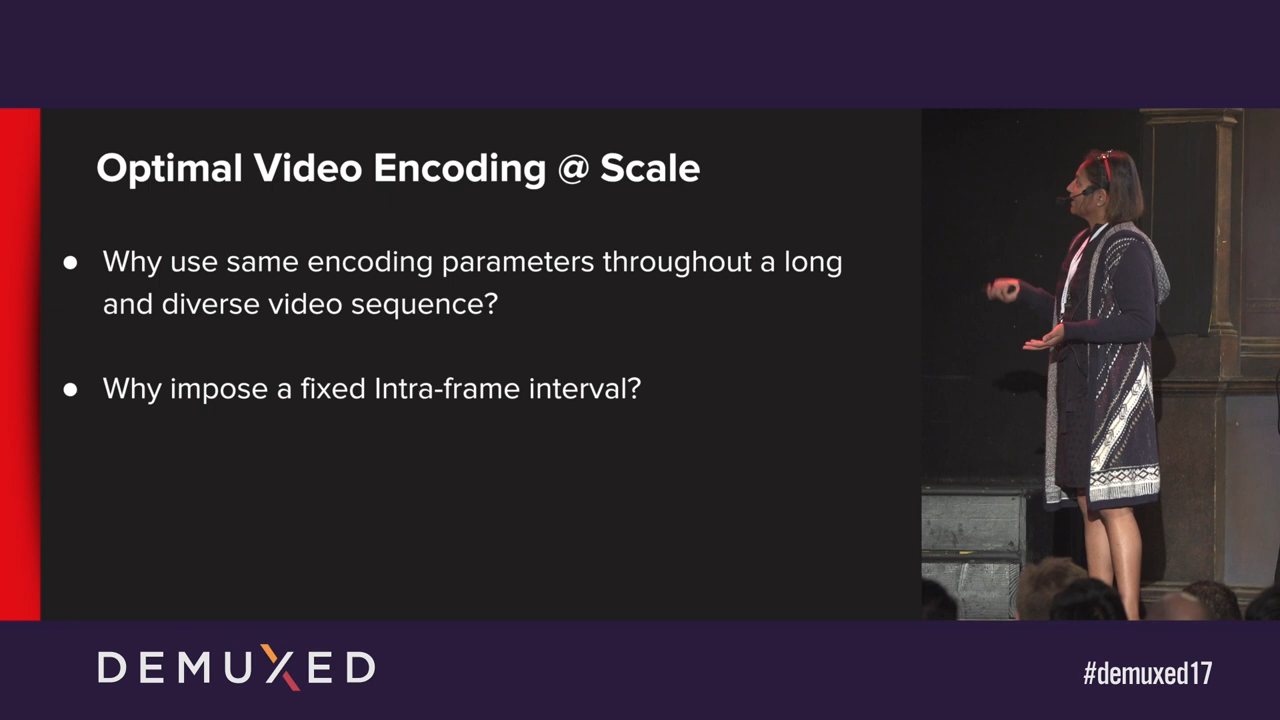 Optimal Video Encoding @ Scale
● Why use same encoding parameters throughout a long
and diverse video sequence?
● Why impose a fixed Intra-frame interval?
DEMUXED
#demuxed17